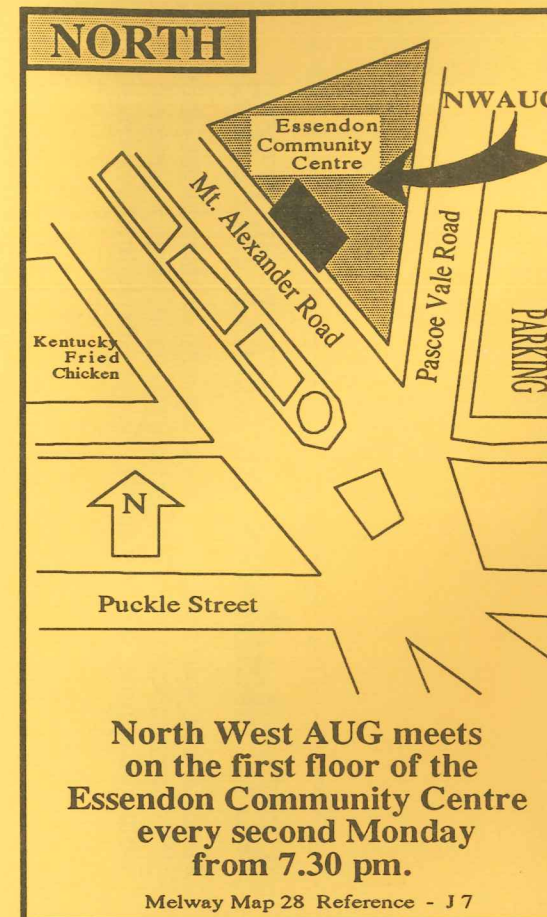 NORTH
NWAUG
Essendon
Community
Centre
Mt. Alexander Road
Pascoe Vale Road
PARKING
Kentucky
Fried
Chicken
N
Puckle Street
North West AUG meets
on the first floor of the
Essendon Community Centre
every second Monday
from 7.30 pm.
Melway Map 28 Reference - J 7